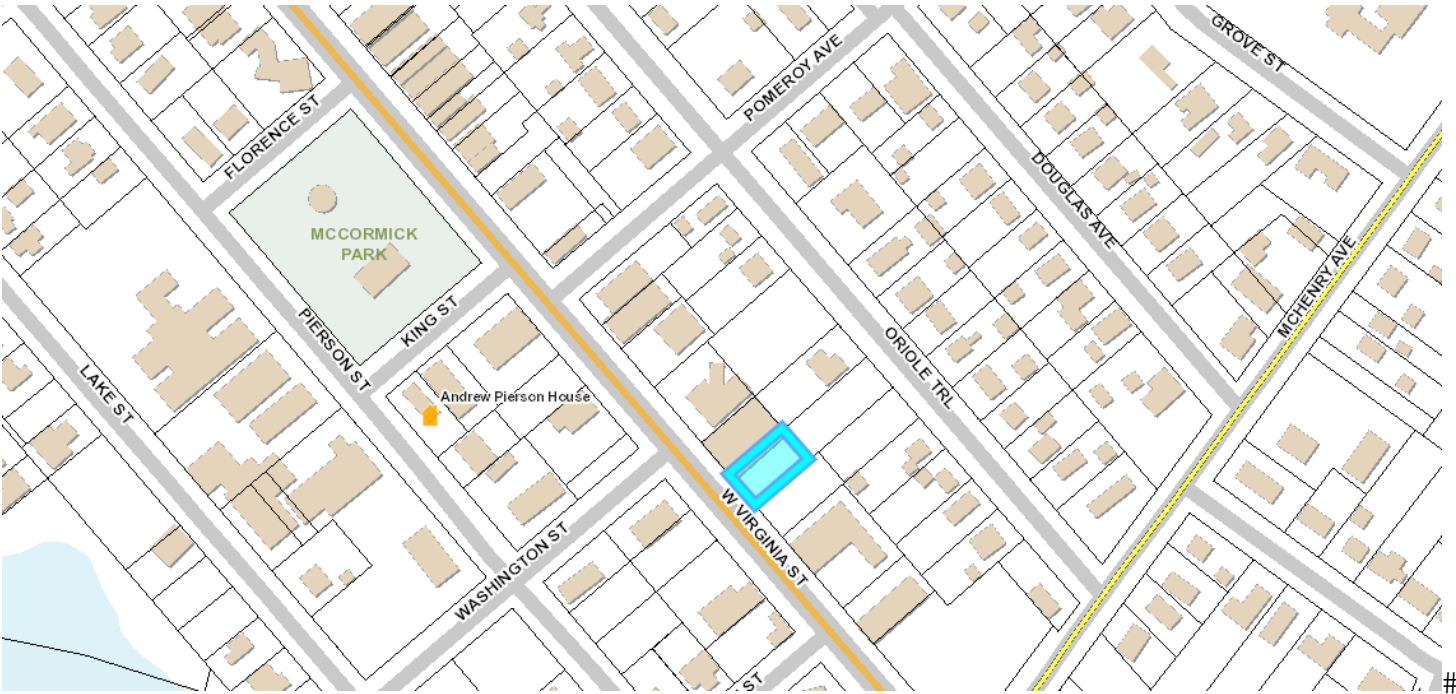 GROVE ST
POMEROY AVE
FLORENCE ST
DOUGLAS AVE
MCCORMICK
PARK
MCHENRY AVE
KING ST
PIERSON ST
ORIOLE TRL
LAKE ST
Andrew Pierson House
W VIRGINIA ST
WASHINGTON ST
ST